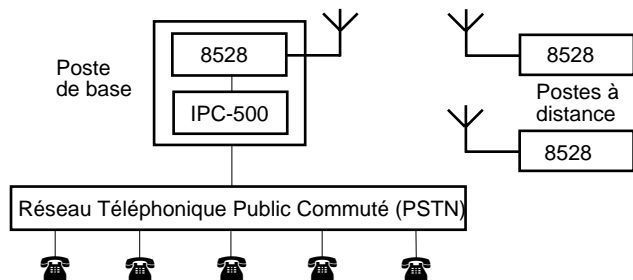 Poste
de base
8528
IPC-500
8528
Postes à
distance
8528
Réseau Téléphonique Public Commuté (PSTN)